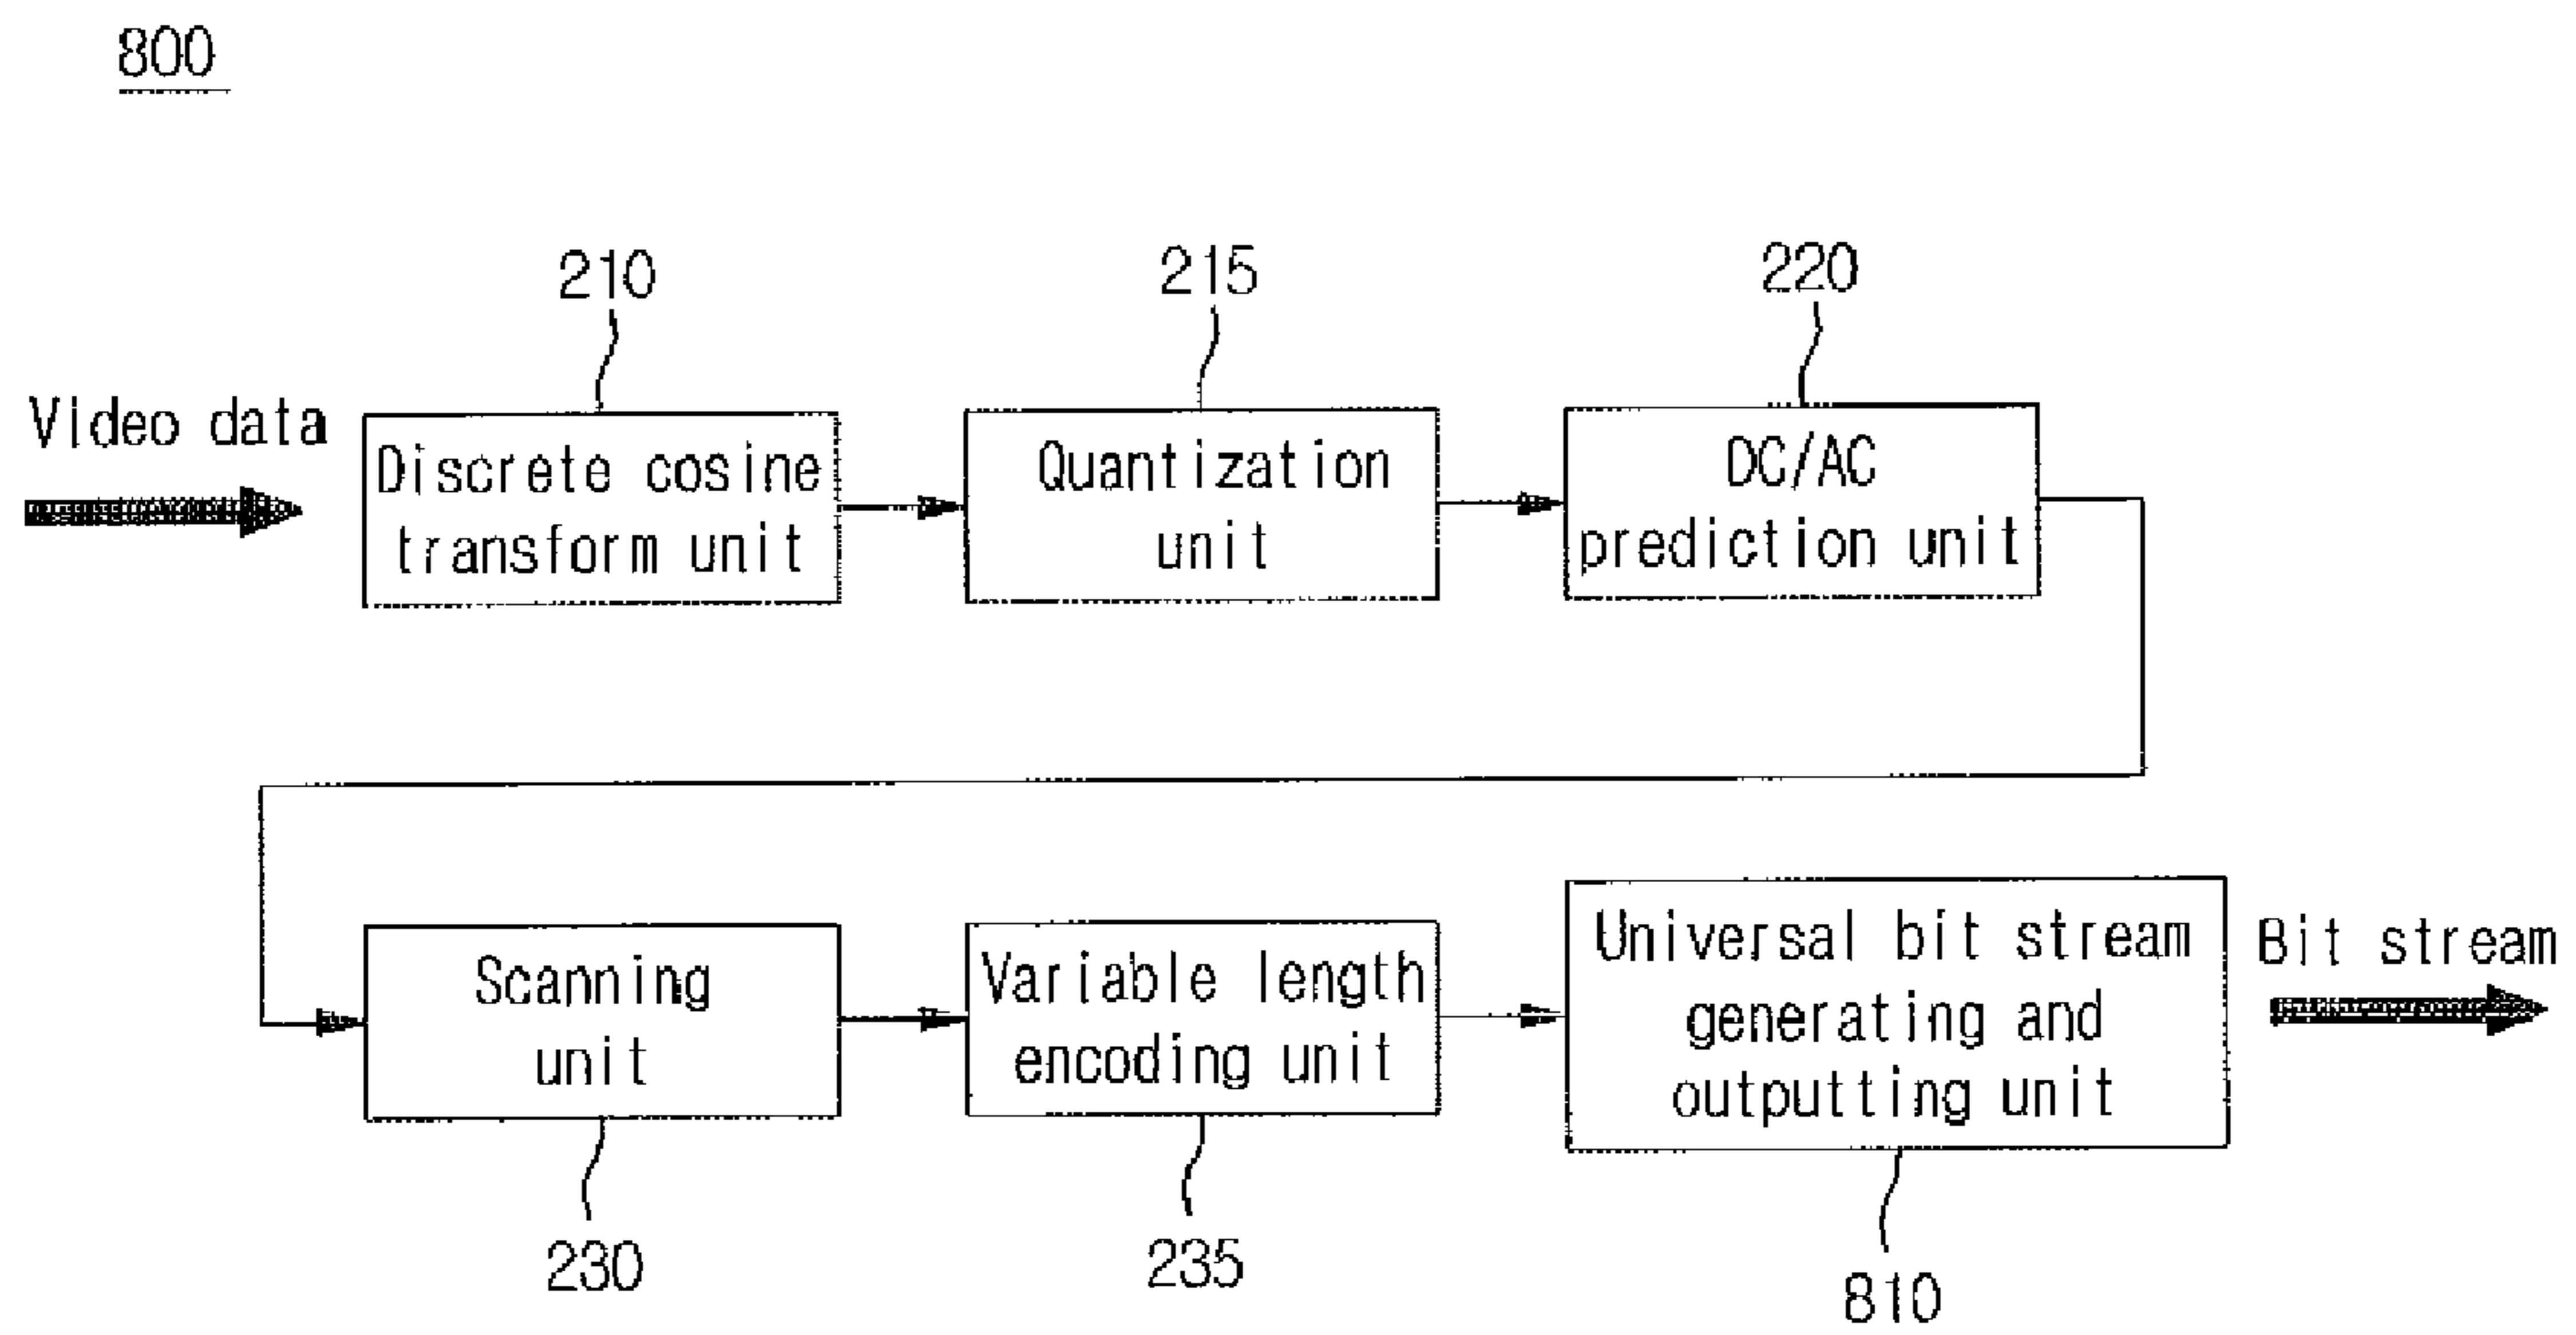 800
210
215
220
Video data
Discrete cosine
transform unit
Quantization
unit
DC/AC
prediction unit
Scanning
unit
Variable length
encoding unit
Universal bit stream
generating and
outputting unit
Bit stream
230
235
810